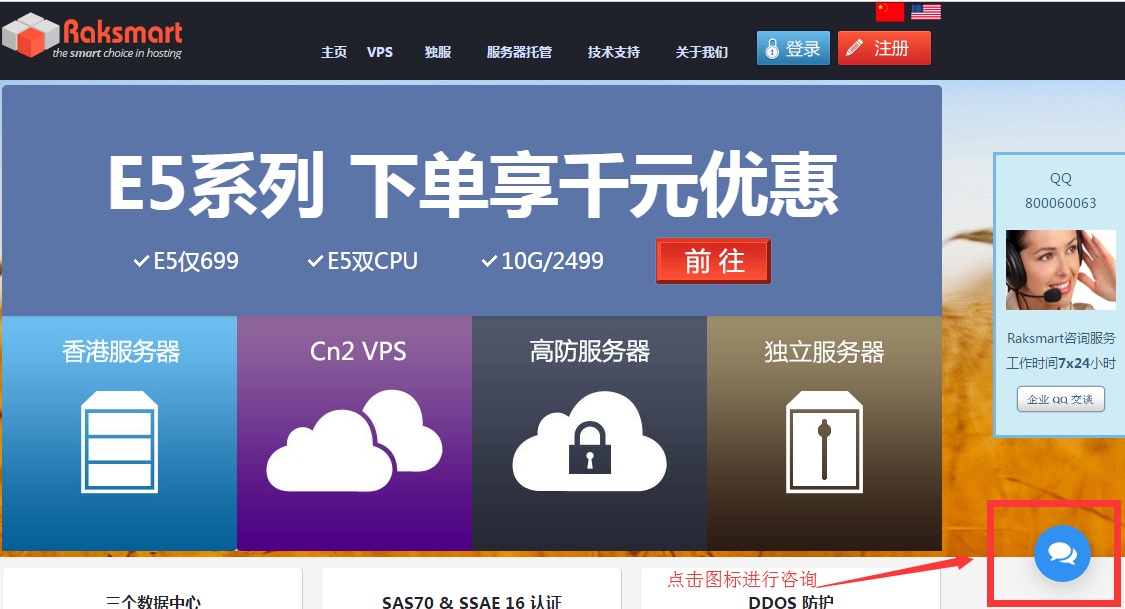 Raksmart
the smart choice in hosting
主页 VPS 独服 服务器托管 技术支持 关于我们 登录 注册
E5系列 下单享千元优惠
E5仅699 E5双CPU 10G/2499 前往
QQ
800060063
Raksmart咨询服务
工作时间7x24小时
企业 QQ 交谈
香港服务器 Cn2 VPS 高防服务器 独立服务器
点击图标进行咨询
三个数据中心 SAS70 & SSAE 16 认证 DDOS 防护